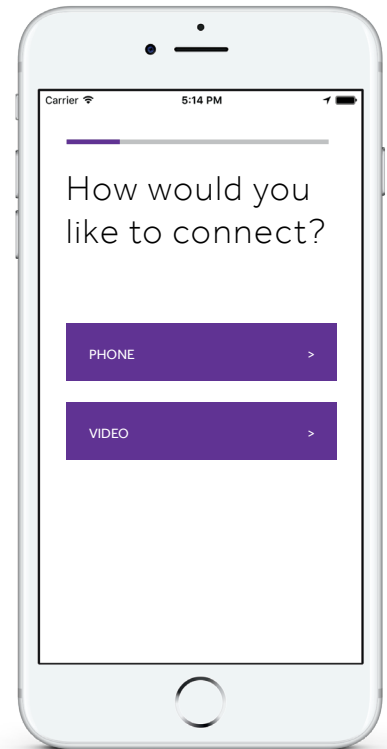 Carrier 5:14 PM
How would you
like to connect?
PHONE >
VIDEO >